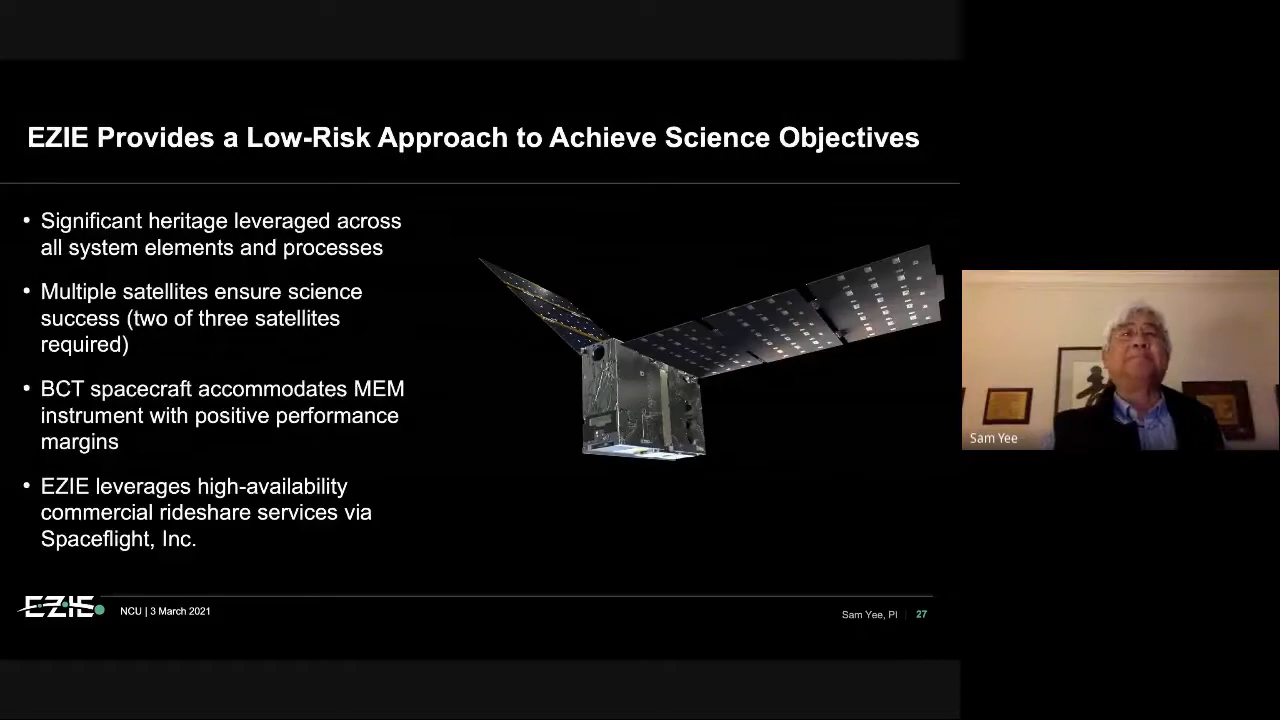 EZIE Provides a Low-Risk Approach to Achieve Science Objectives
• Significant heritage leveraged across
all system elements and processes
• Multiple satellites ensure science
success (two of three satellites
required)
• BCT spacecraft accommodates MEM
instrument with positive performance
margins
• EZIE leverages high-availability
commercial rideshare services via
Spaceflight, Inc.
Sam Yee
EZIE
NCU | 3 March 2021
Sam Yee, PI | 27